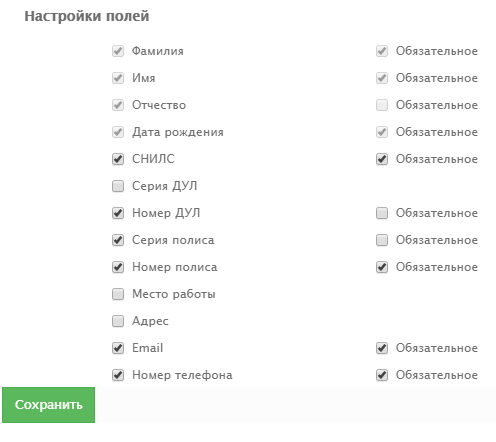 Настройки полей
Фамилия Обязательное
Имя Обязательное
Отчество Обязательное
Дата рождения Обязательное
СНИЛС Обязательное
Серия ДУЛ
Номер ДУЛ Обязательное
Серия полиса Обязательное
Номер полиса Обязательное
Место работы
Адрес
Email Обязательное
Номер телефона Обязательное
Сохранить